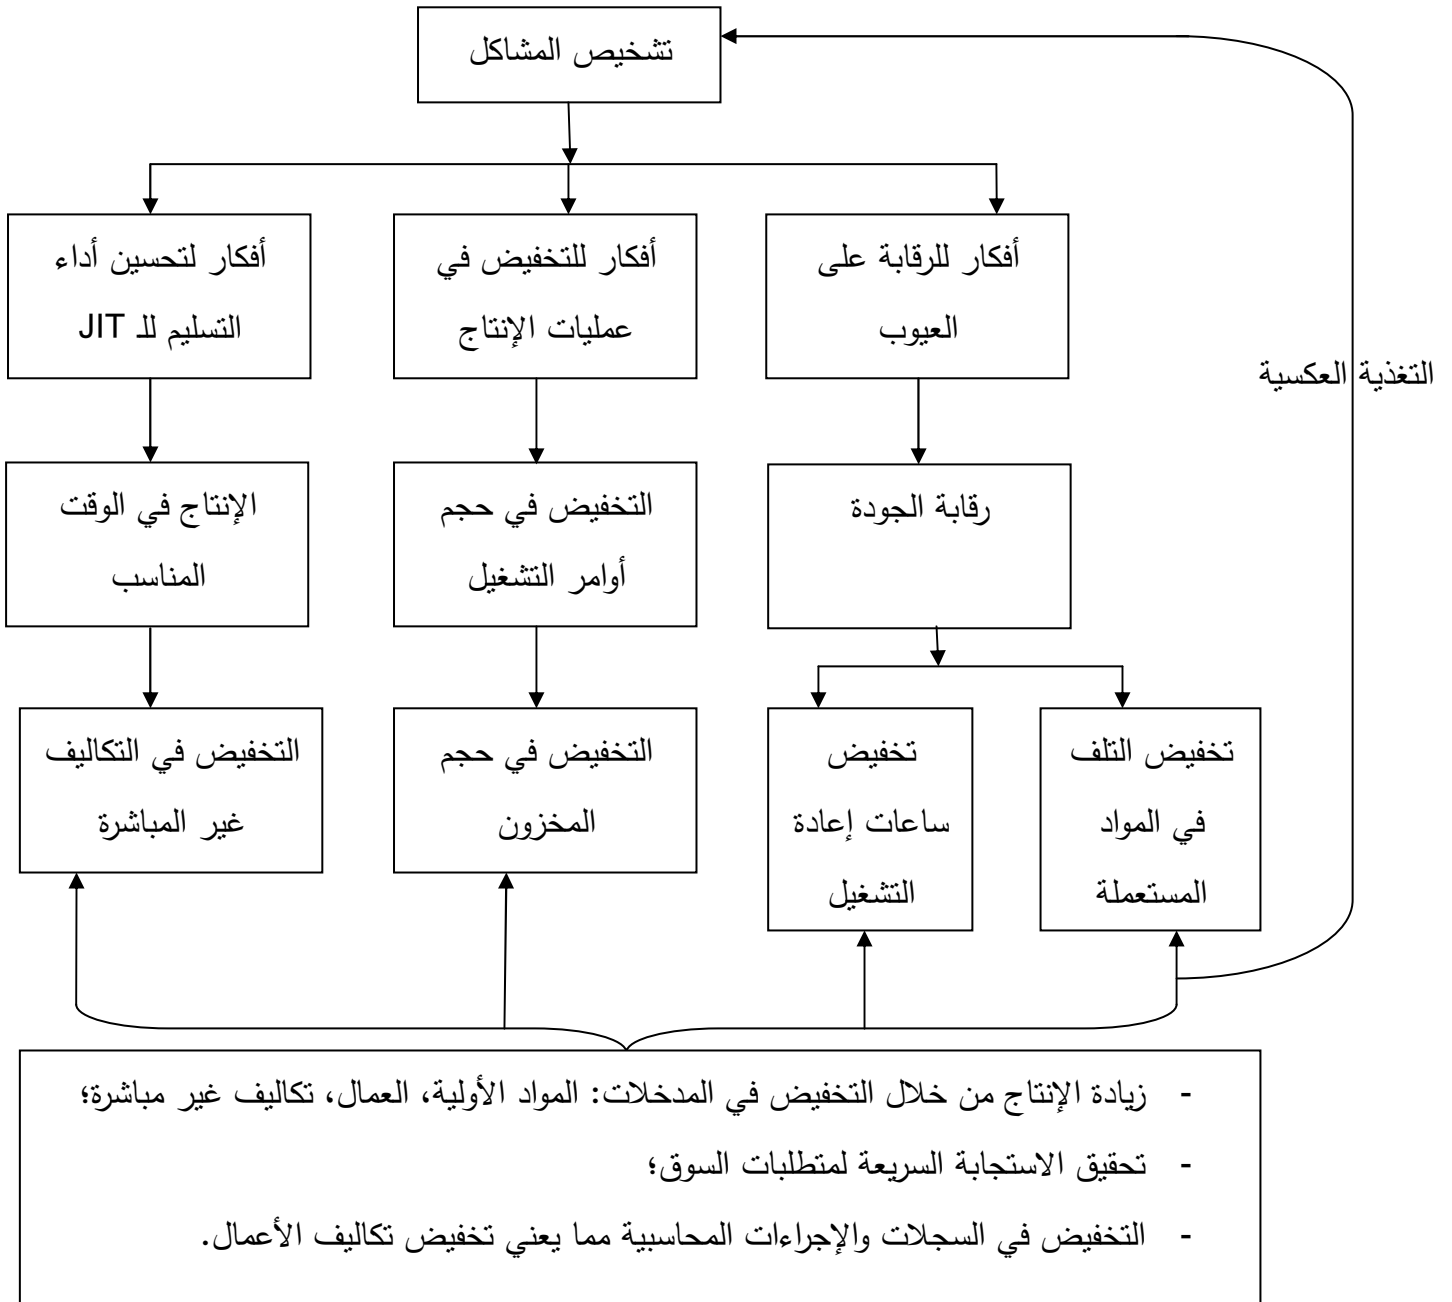 تشخيص المشاكل
أفكار للرقابة على
العيوب
أفكار للتخفيض في
عمليات الإنتاج
أفكار لتحسين أداء
التسليم للـ JIT
التغذية العكسية
رقابة الجودة
التخفيض في حجم
أوامر التشغيل
الإنتاج في الوقت
المناسب
تخفيض التلف
في المواد
المستعملة
تخفيض
ساعات إعادة
التشغيل
التخفيض في حجم
المخزون
التخفيض في التكاليف
غير المباشرة
- زيادة الإنتاج من خلال التخفيض في المدخلات: المواد الأولية، العمال، تكاليف غير مباشرة؛
- تحقيق الاستجابة السريعة لمتطلبات السوق؛
- التخفيض في السجلات والإجراءات المحاسبية مما يعني تخفيض تكاليف الأعمال.